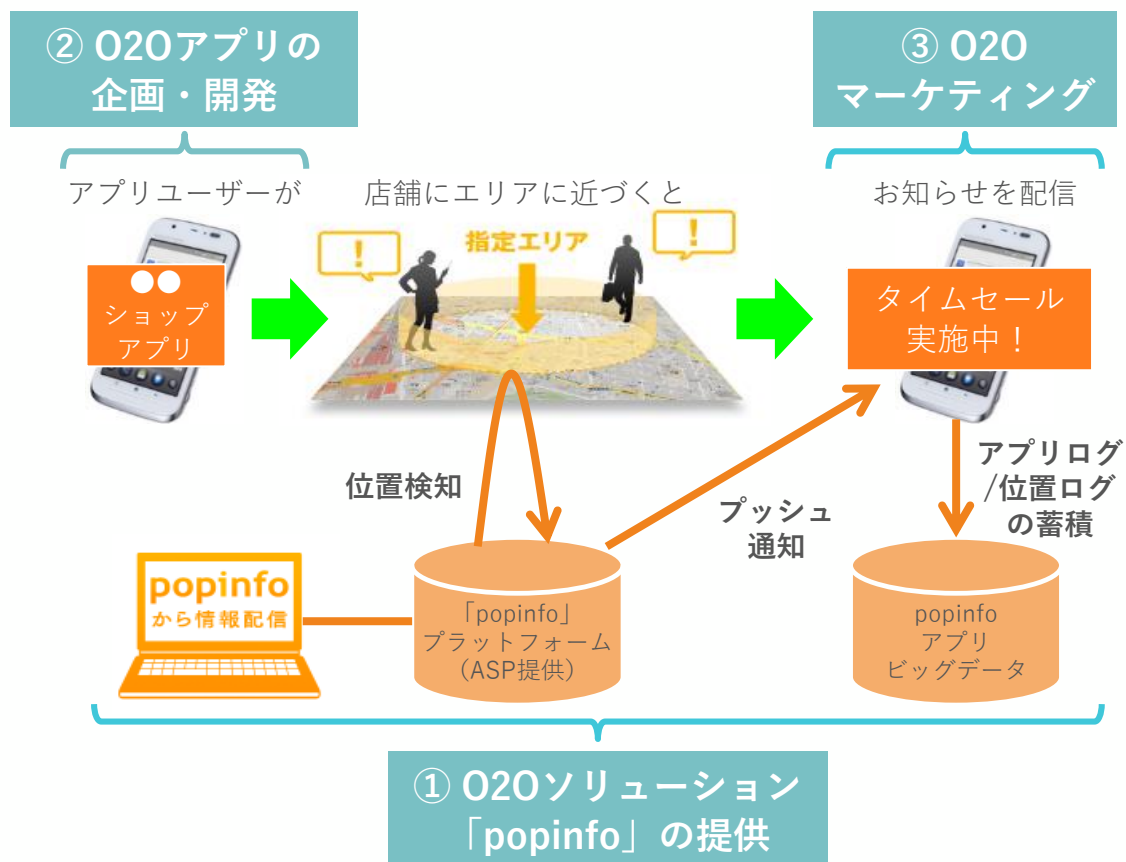 ② O2Oアプリの
企画・開発
③ O2O
マーケティング
アプリユーザーが
店舗にエリアに近づくと
お知らせを配信
!
指定エリア
!
●●
ショップ
アプリ
タイムセール
実施中！
位置検知
プッシュ
通知
アプリログ
/位置ログ
の蓄積
popinfo
から情報配信
「popinfo」
プラットフォーム
（ASP提供）
popinfo
アプリ
ビッグデータ
① O2Oソリューション
「popinfo」の提供